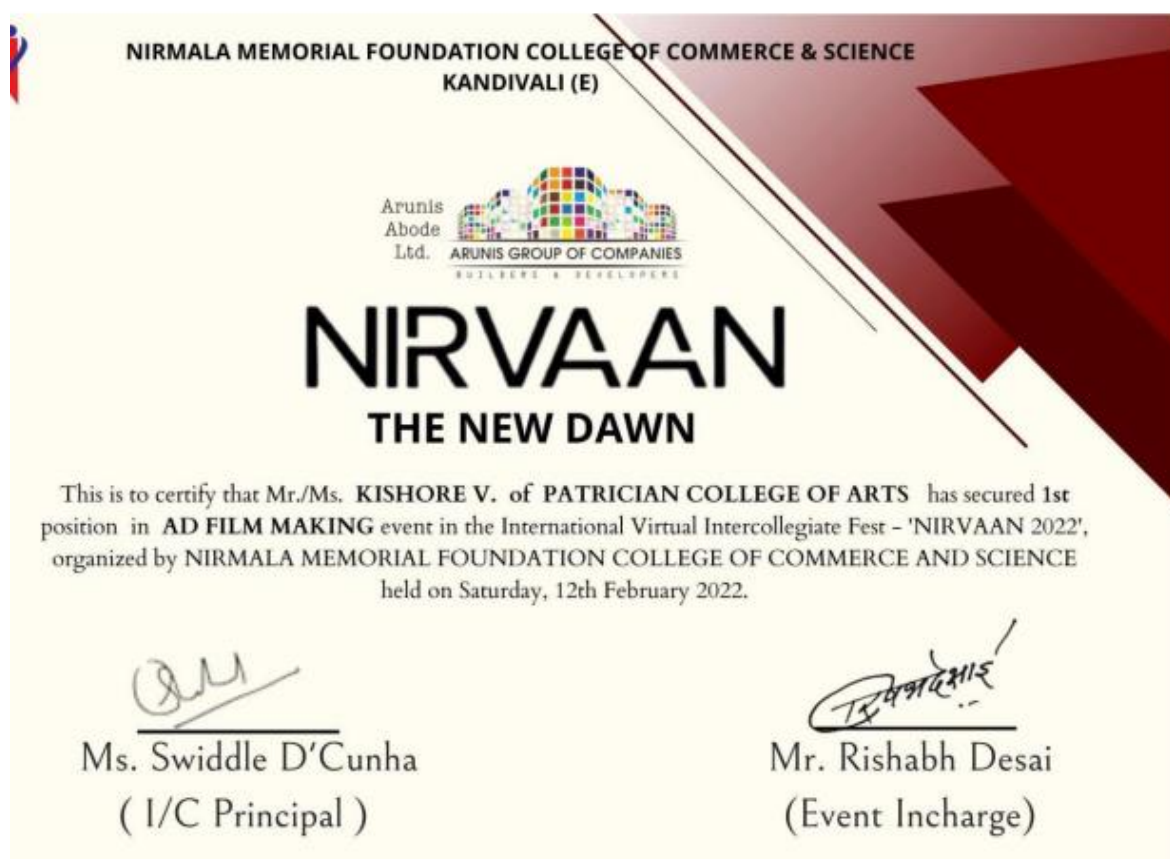 NIRMALA MEMORIAL FOUNDATION COLLEGE OF COMMERCE & SCIENCE
KANDIVALI (E)
Arunis
Abode
Ltd.
ARUNIS GROUP OF COMPANIES
BUILDERS & DEVELOPERS
NIRVAAN
THE NEW DAWN
This is to certify that Mr./Ms. KISHORE V. of PATRICIAN COLLEGE OF ARTS has secured 1st
position in AD FILM MAKING event in the International Virtual Intercollegiate Fest – 'NIRVAAN 2022',
organized by NIRMALA MEMORIAL FOUNDATION COLLEGE OF COMMERCE AND SCIENCE
held on Saturday, 12th February 2022.
Ms. Swiddle D'Cunha
( I/C Principal )
Mr. Rishabh Desai
(Event Incharge)